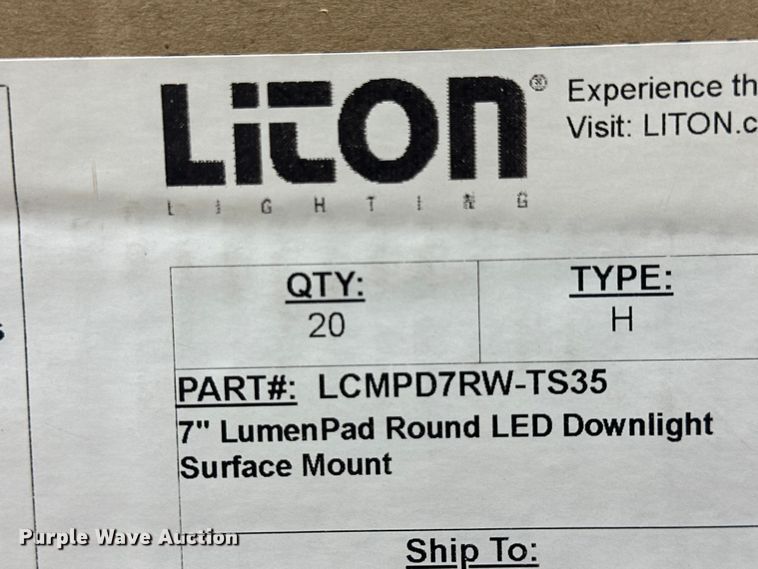 LITON®
LIGHTING
Experience th
Visit: LITON.c
QTY:
20
TYPE:
H
PART#: LCMPD7RW-TS35
7" LumenPad Round LED Downlight
Surface Mount
Ship To:
Purple Wave Auction